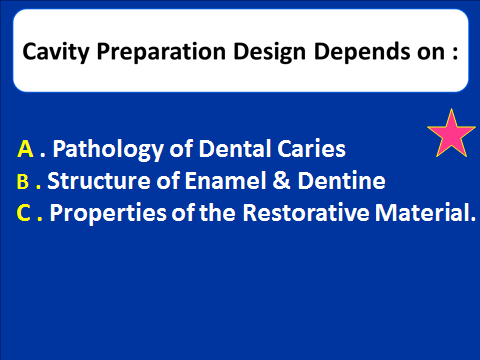 Cavity Preparation Design Depends on :
A . Pathology of Dental Caries
B . Structure of Enamel & Dentine
C . Properties of the Restorative Material.